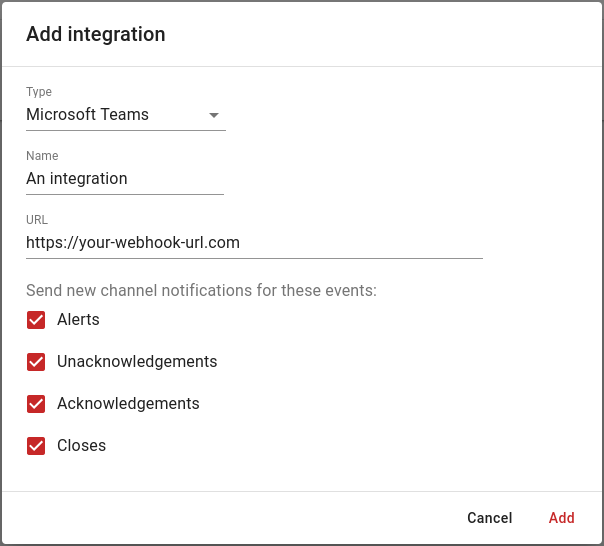 Add integration
Type
Microsoft Teams
Name
An integration
URL
https://your-webhook-url.com
Send new channel notifications for these events:
Alerts
Unacknowledgements
Acknowledgements
Closes
Cancel Add